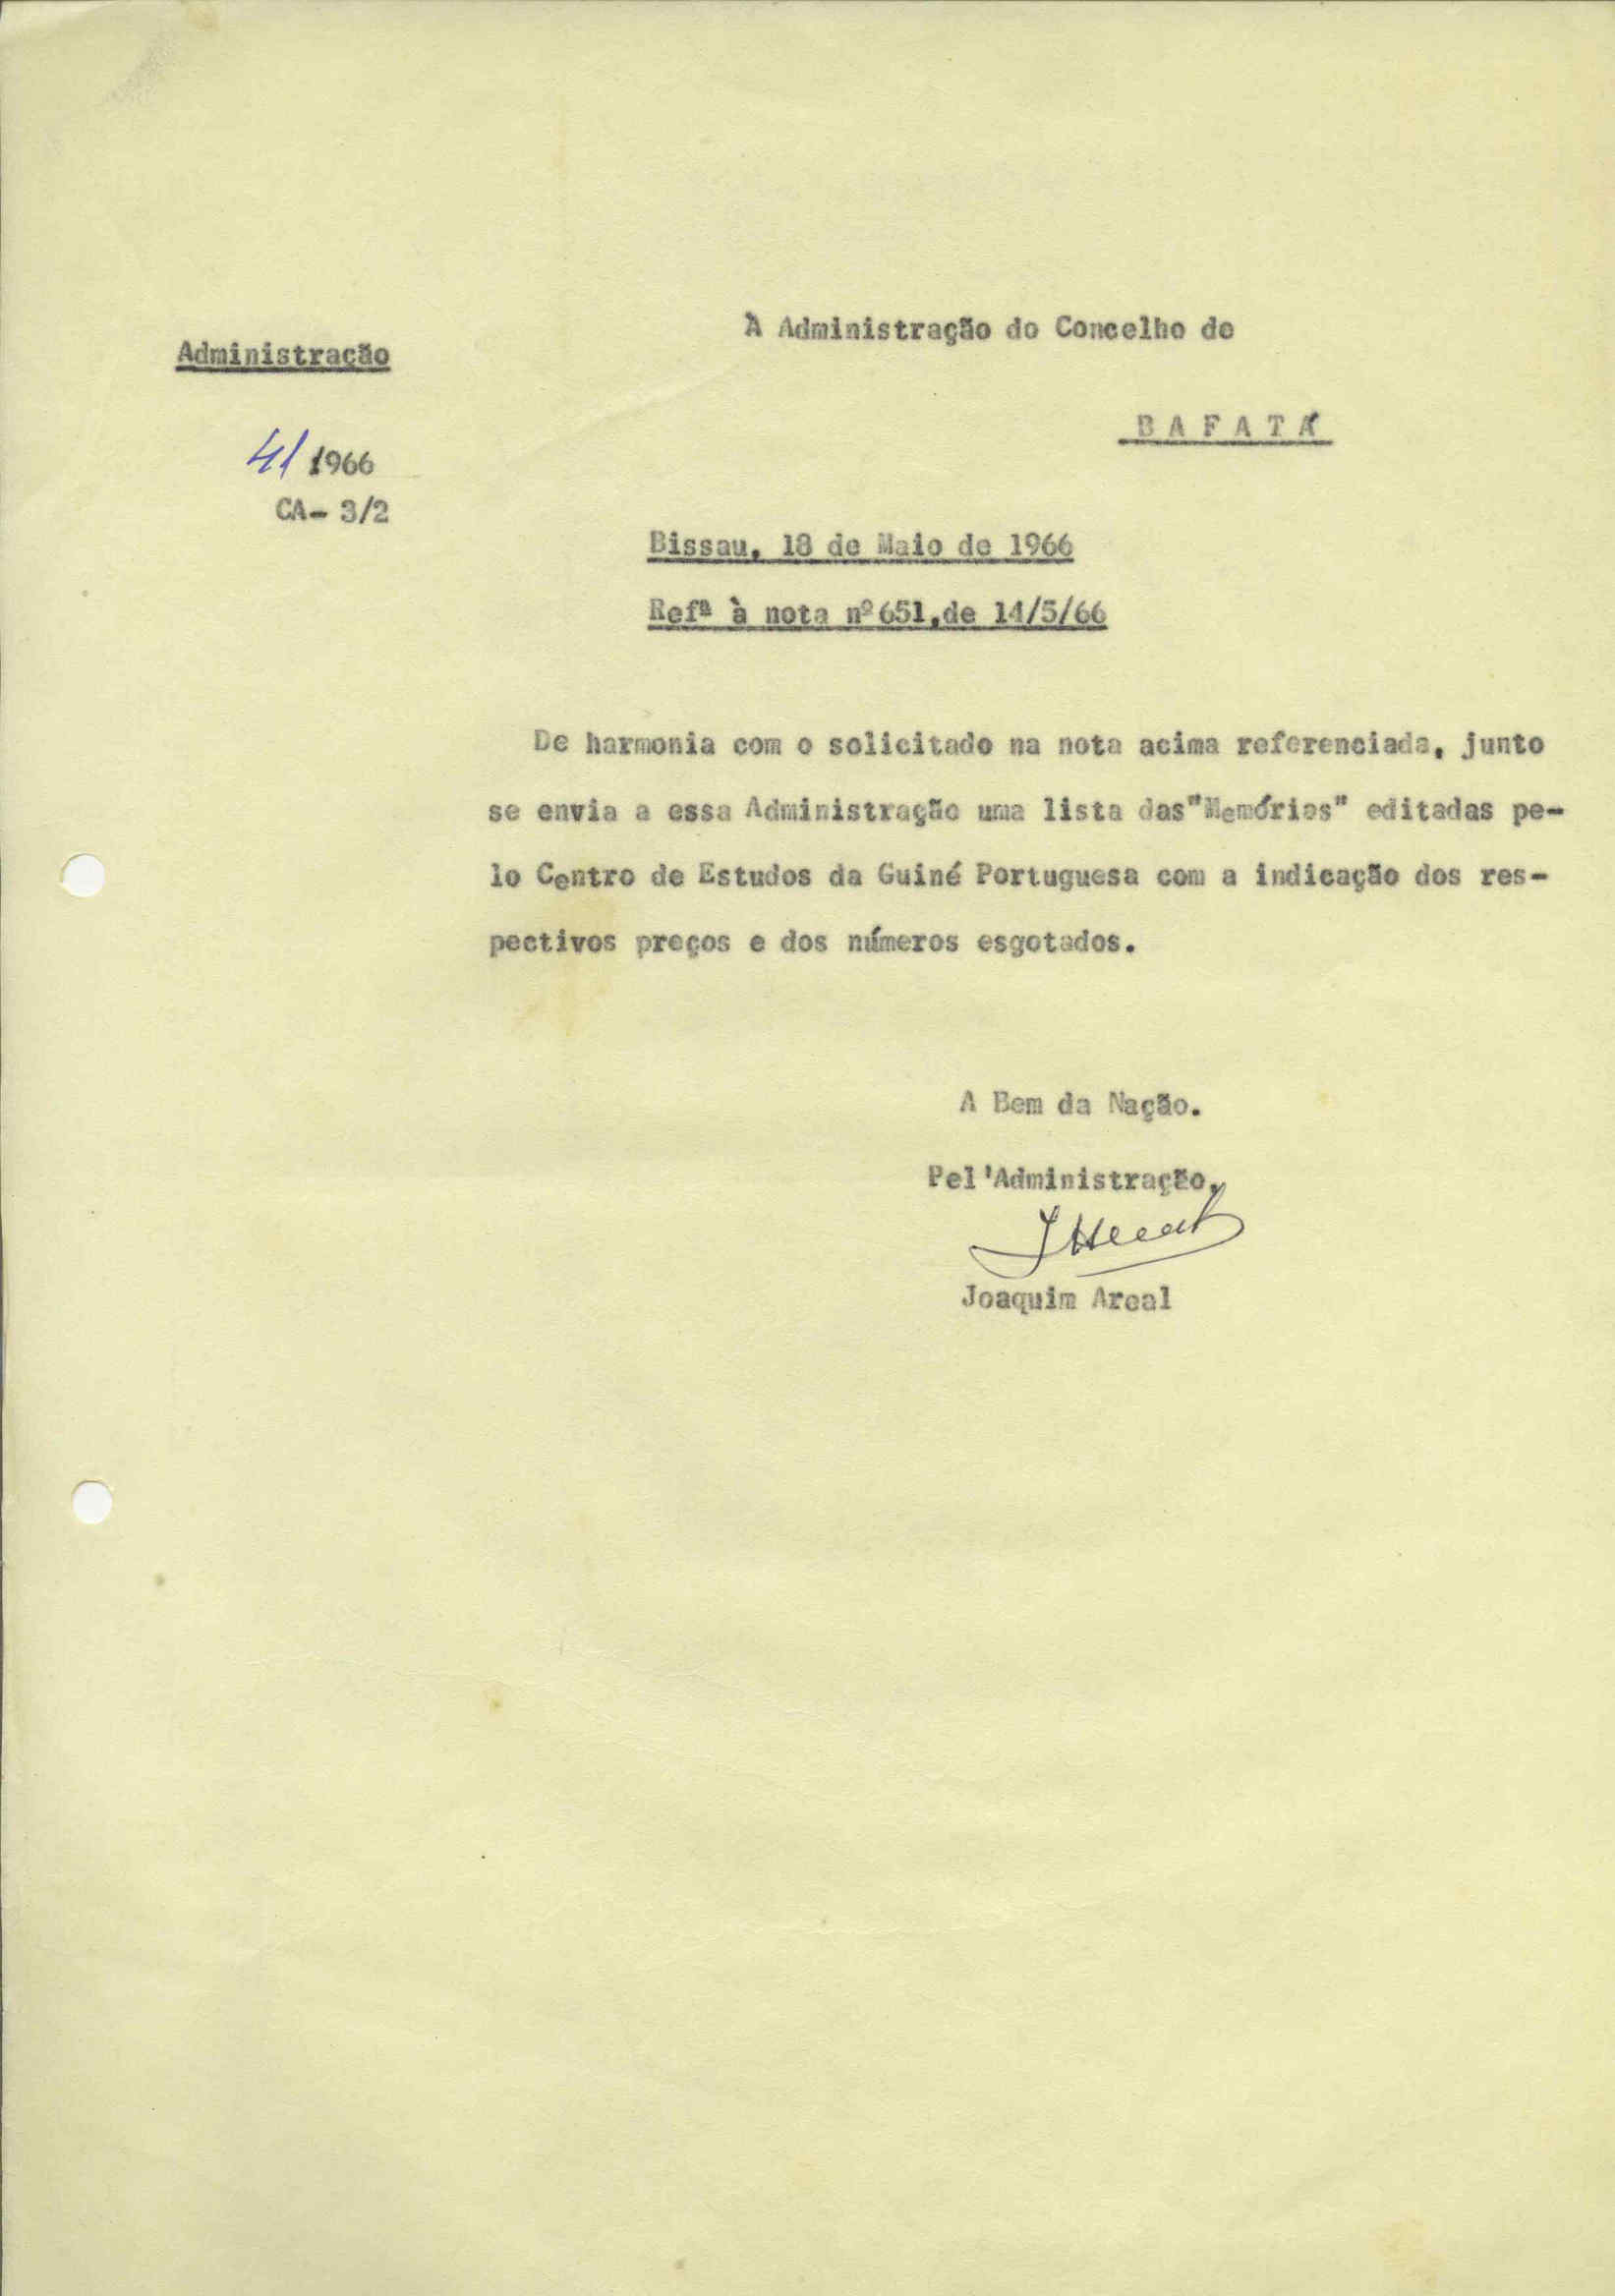 À Administração do Concelho de
Administração
BAFATÁ
41/1966
CA- 3/2
Bissau, 18 de Maio de 1966
Refª à nota nº651,de 14/5/66
De harmonia com o solicitado na nota acima referenciada, junto
se envia a essa Administração uma lista das"Memórias" editadas pe-
lo Centro de Estudos da Guiné Portuguesa com a indicação dos res-
pectivos preços e dos números esgotados.
A Bem da Nação.
Pel'Administração,
JAreal
Joaquim Areal